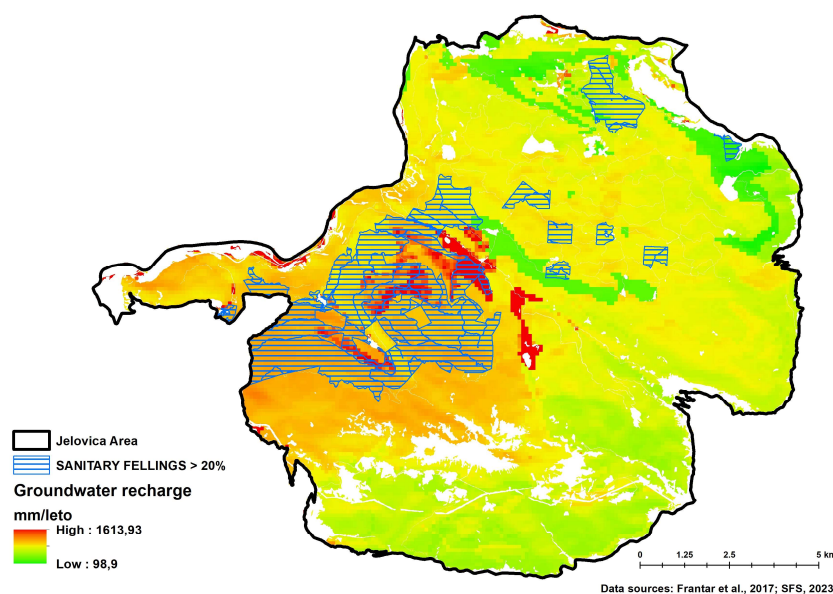 Jelovica Area
SANITARY FELLINGS > 20%
Groundwater recharge
mm/leto
High : 1613,93
Low : 98,9
0 1.25 2.5 5 km
Data sources: Frantar et al., 2017; SFS, 2023